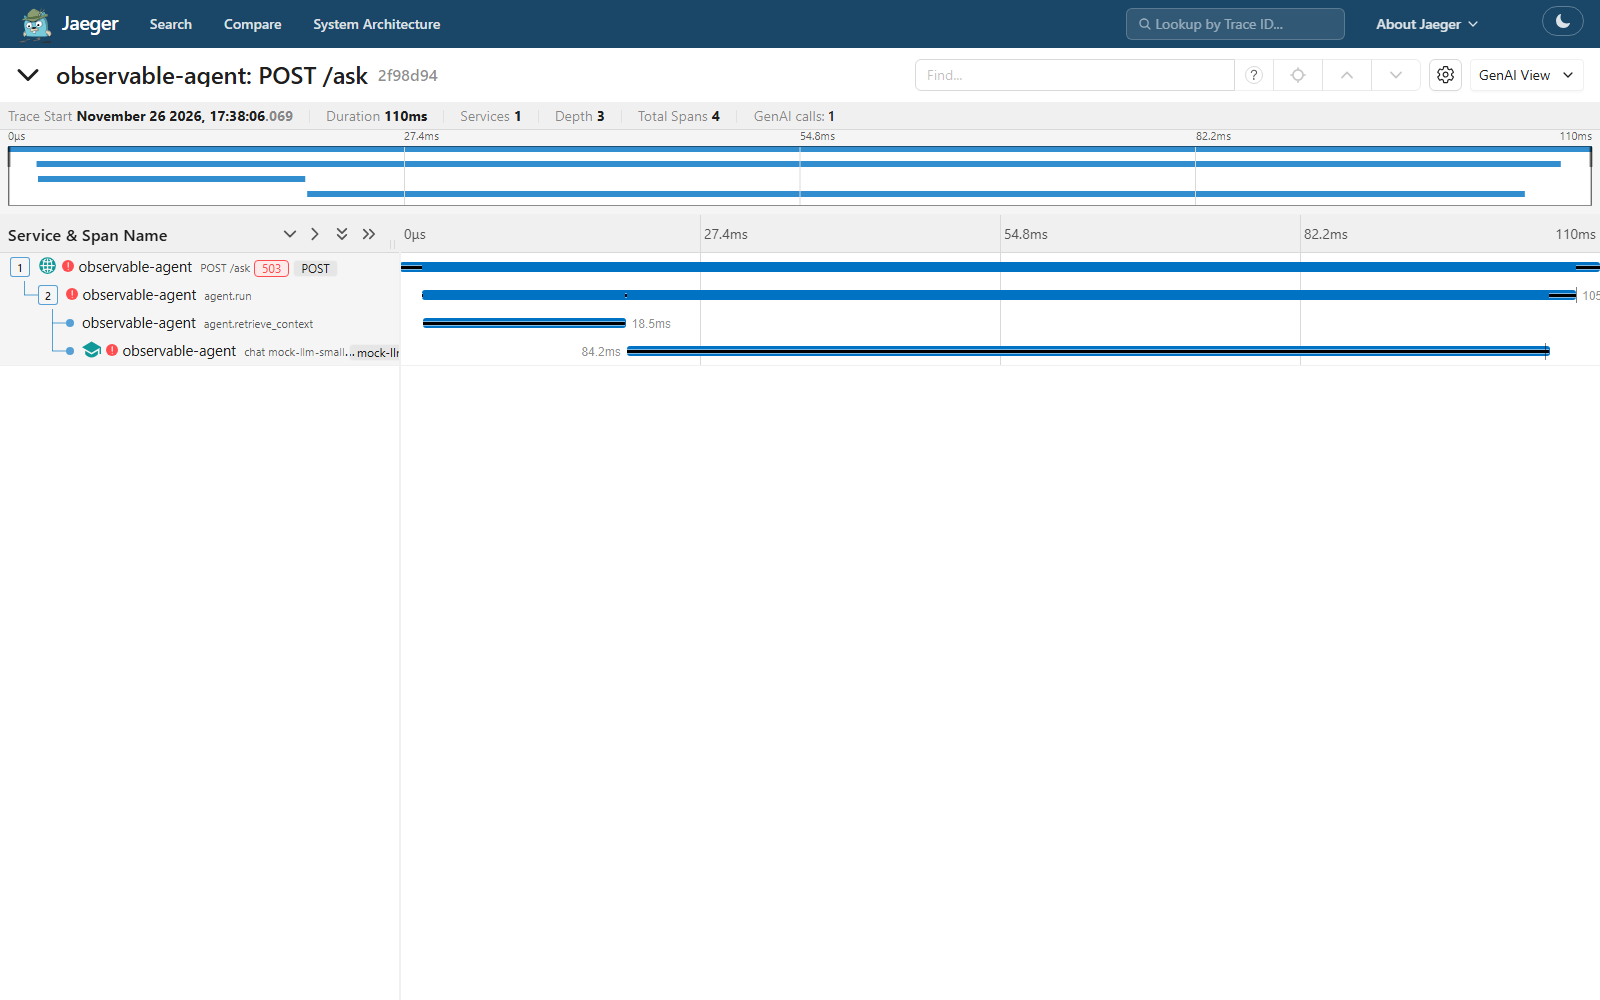 Jaeger Search Compare System Architecture Lookup by Trace ID... About Jaeger
observable-agent: POST /ask 2f98d94 Find... ? GenAI View
Trace Start November 26 2026, 17:38:06.069 Duration 110ms Services 1 Depth 3 Total Spans 4 GenAI calls: 1
0μs 27.4ms 54.8ms 82.2ms 110ms
Service & Span Name 0μs 27.4ms 54.8ms 82.2ms 110ms
1 observable-agent POST /ask 503 POST
2 observable-agent agent.run 105
observable-agent agent.retrieve_context 18.5ms
observable-agent chat mock-llm-small... mock-llm 84.2ms